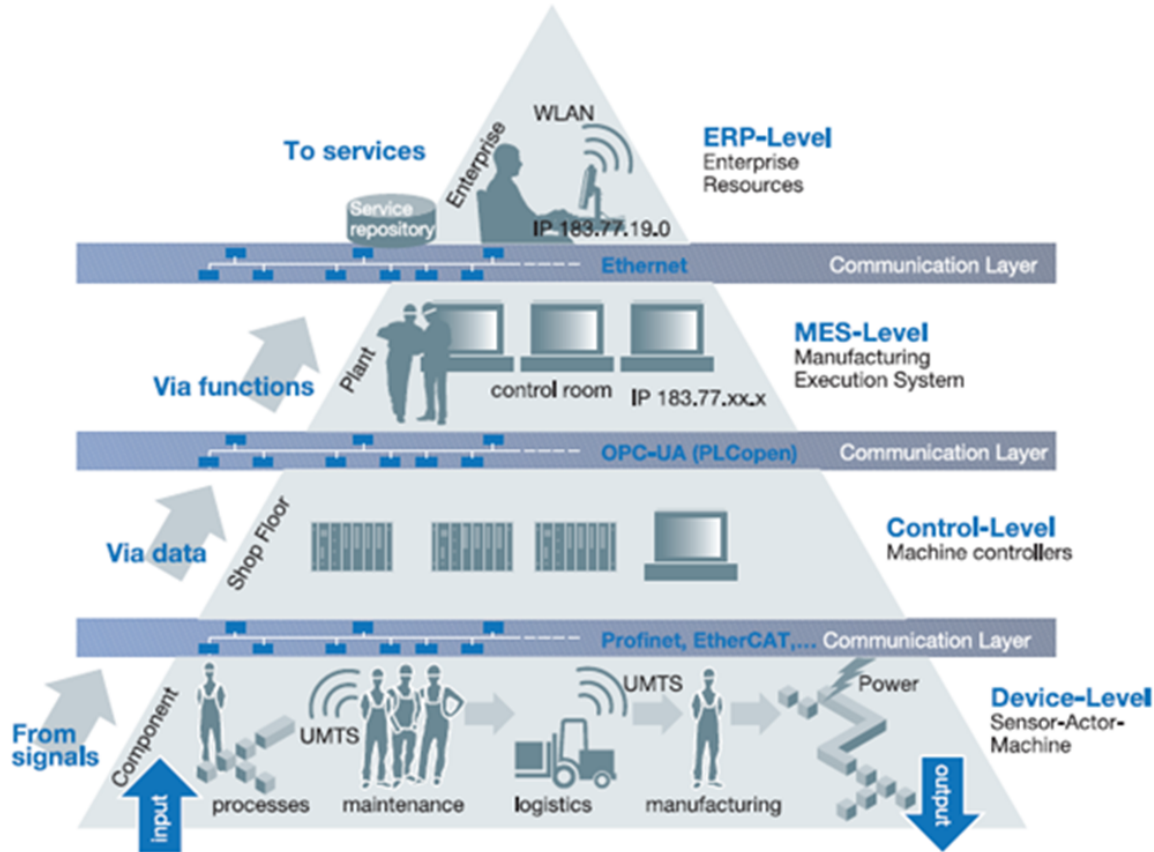 WLAN
Enterprise
To services
ERP-Level
Enterprise
Resources
Service
repository
IP 183.77.19.0
Ethernet
Communication Layer
Plant
MES-Level
Manufacturing
Execution System
Via functions
control room
IP 183.77.xx.x
OPC-UA (PLCopen)
Communication Layer
Shop Floor
Via data
Control-Level
Machine controllers
Profinet, EtherCAT,... Communication Layer
Component
From
signals
UMTS
UMTS
Power
Device-Level
Sensor-Actor-
Machine
input
processes
maintenance
logistics
manufacturing
output